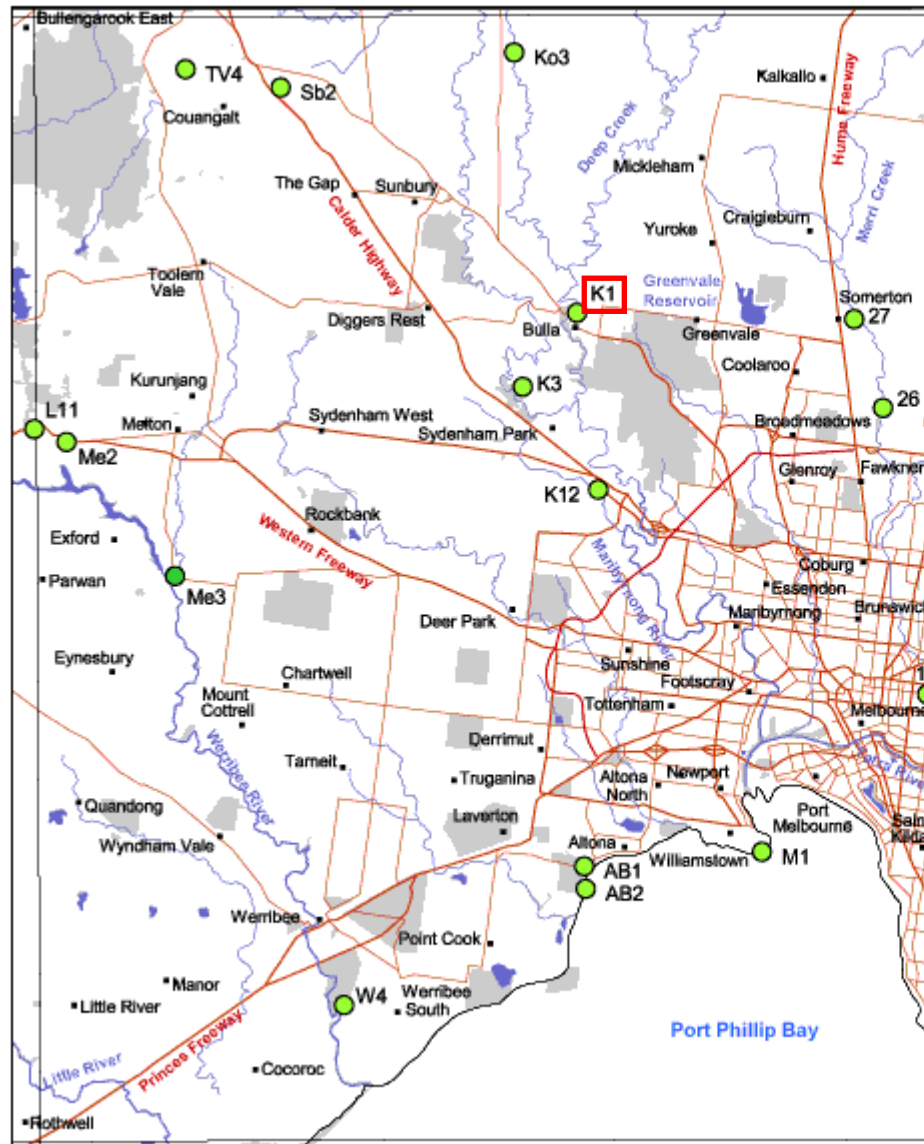 Bullengarook East
TV4
Sb2
Ko3
Kalkallo
Couangalt
Deep Creek
Hume Freeway
Mickleham
The Gap
Sunbury
Calder Highway
Yuroke
Craigieburn
Merri Creek
Toolern
Vale
K1
Greenvale
Reservoir
Somerton
27
Diggers Rest
Bulla
Greenvale
Coolaroo
Kurunjang
K3
L11
Melton
Sydenham West
Sydenham Park
Broadmeadows
26
Me2
K12
Glenroy
Fawkner
Exford
Rockbank
Western Freeway
Maribyrnong River
Coburg
Parwan
Me3
Essendon
Deer Park
Maribyrnong
Brunswick
Eynesbury
Chartwell
Sunshine
Footscray
Mount
Cottrell
Tottenham
Melbourne
Werribee River
Tarneit
Derrimut
Truganina
Altona
North
Newport
Yarra River
Quandong
Wyndham Vale
Laverton
Port
Melbourne
Altona
Williamstown
M1
AB1
AB2
Werribee
Point Cook
Manor
Little River
W4
Werribee
South
Port Phillip Bay
Princes Freeway
Little River
Cocoroc
Rothwell